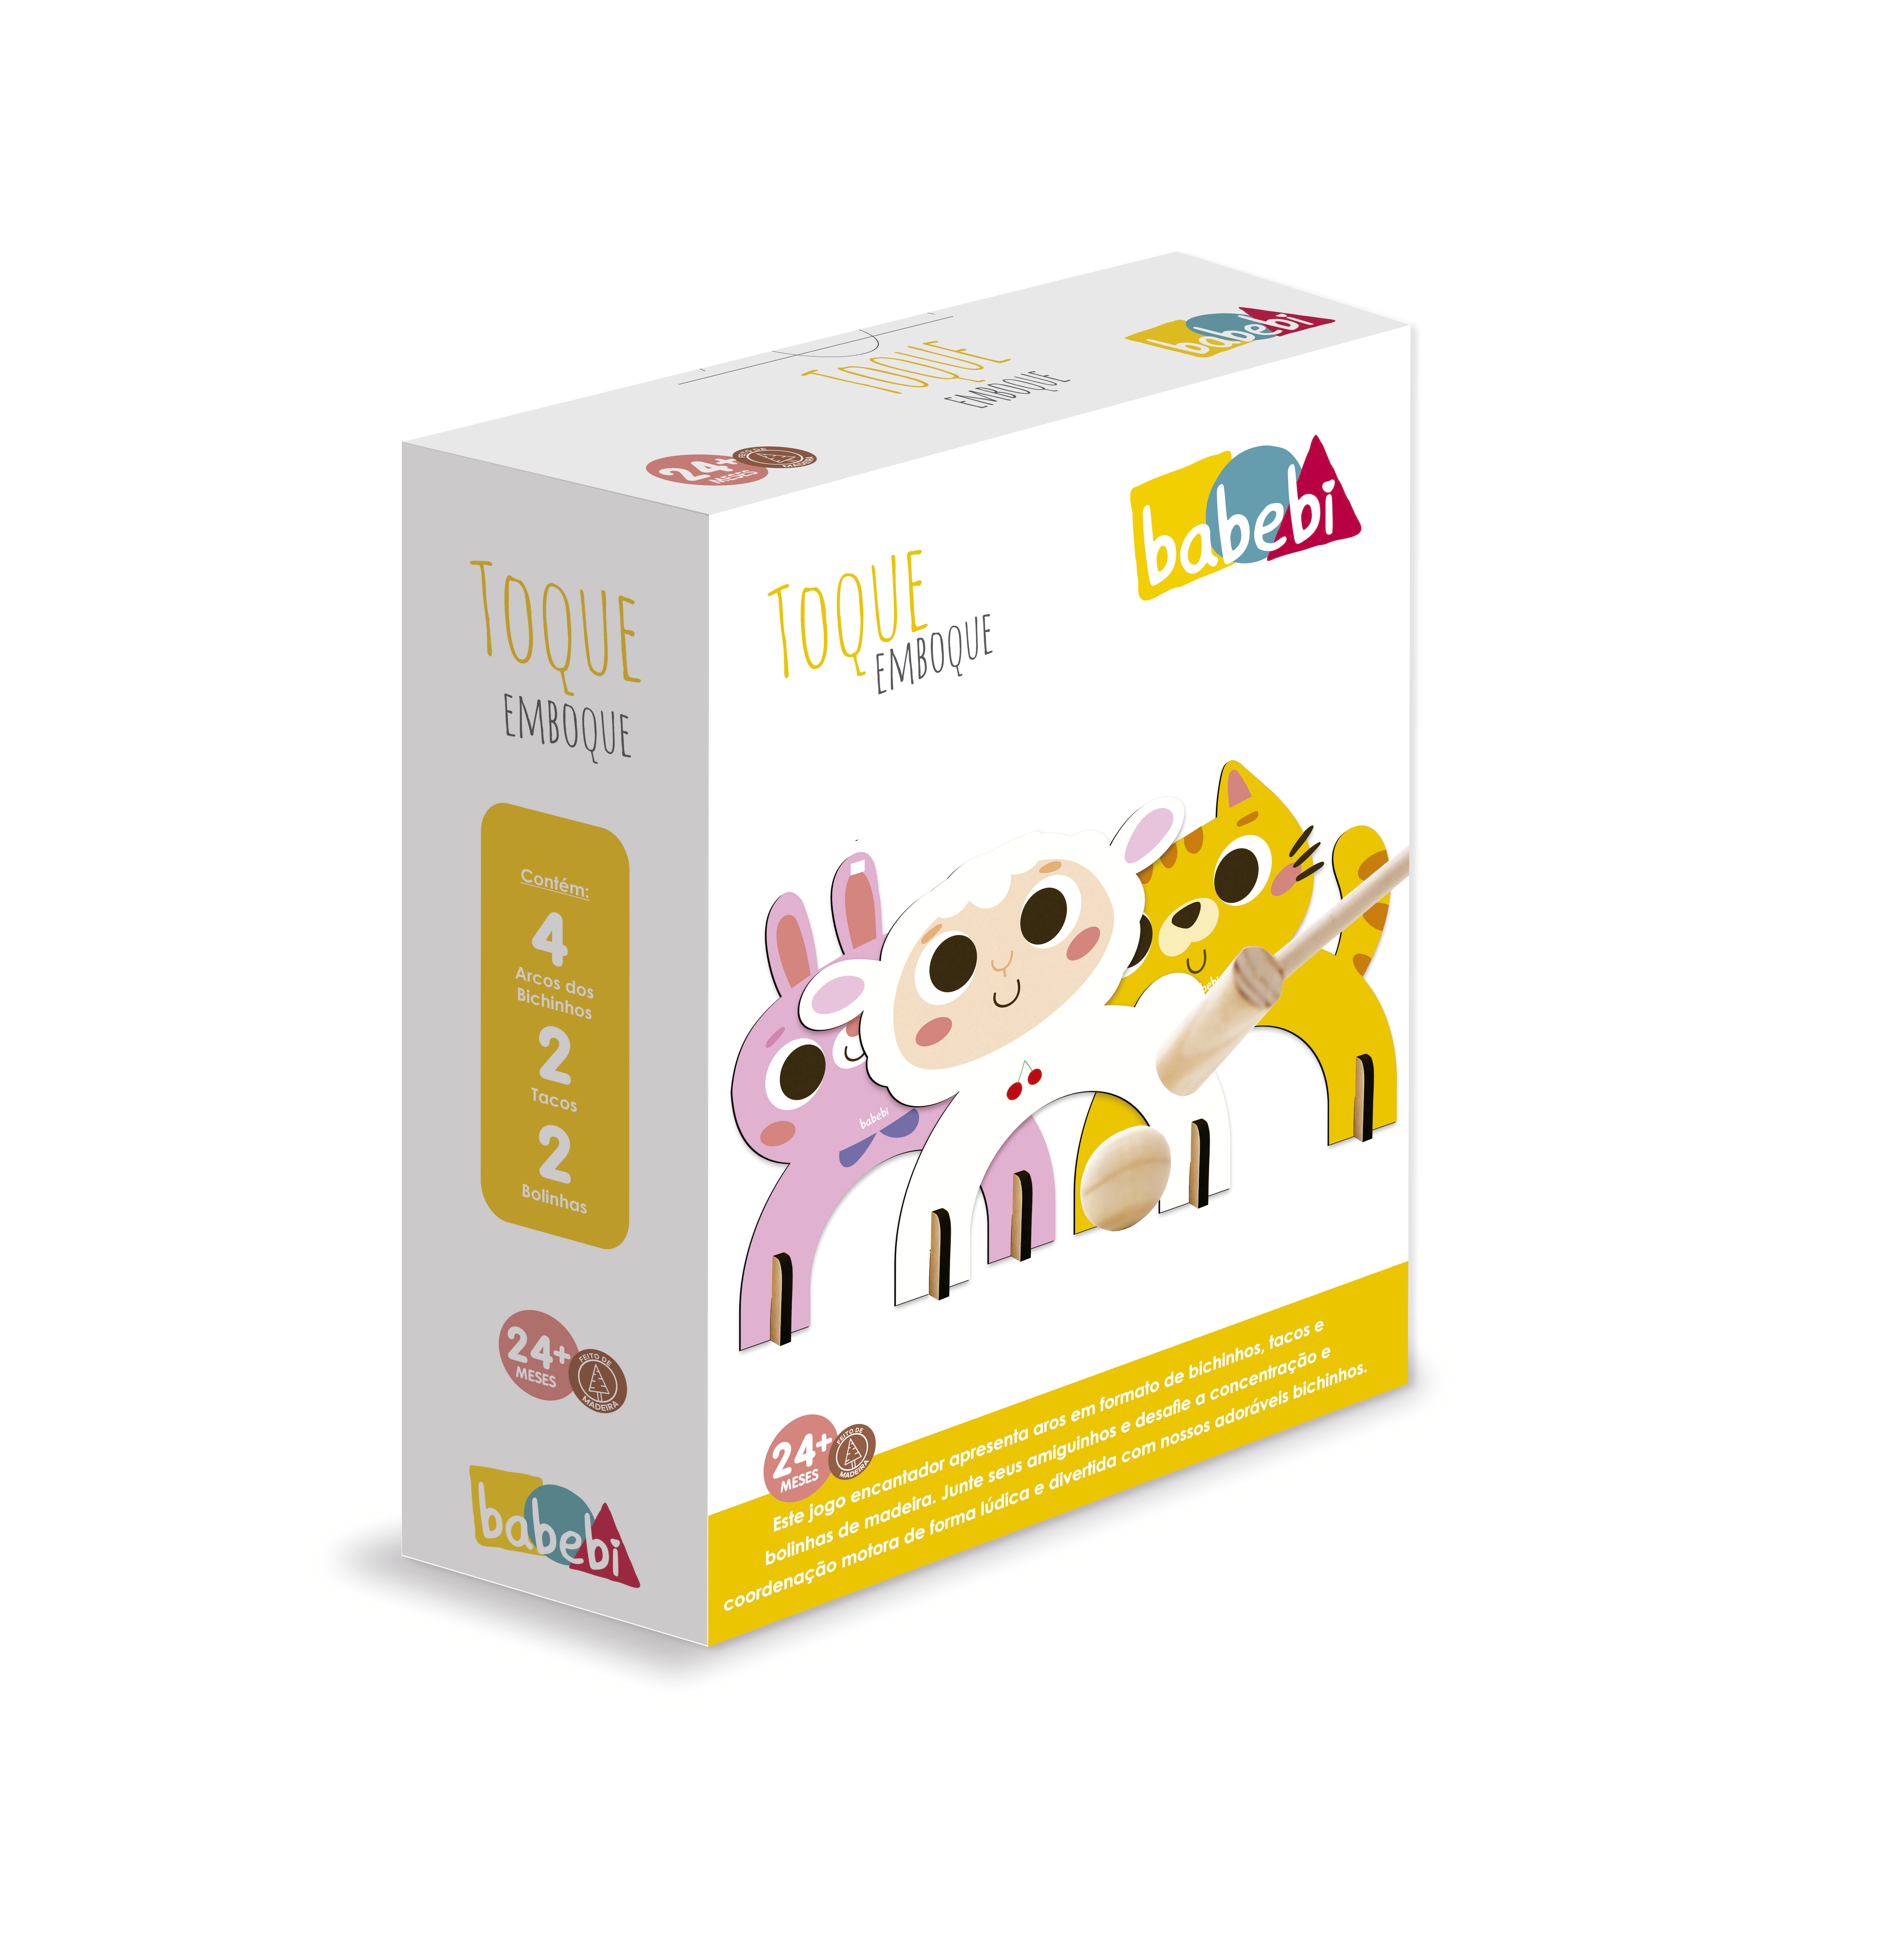 TOQUE
EMBOQUE
babebi
24+
MESES
MADEIRA
TOQUE
EMBOQUE
Contém:
4
Arcos dos
Bichinhos
2
Tacos
2
Bolinhas
24+
MESES
FEITO DE
MADEIRA
babebi
babebi
TOQUE
EMBOQUE
babebi
24+
MESES
FEITO DE
MADEIRA
Este jogo encantador apresenta aros em formato de bichinhos, tacos e
bolinhas de madeira. Junte seus amiguinhos e desafie a concentração e
coordenação motora de forma lúdica e divertida com nossos adoráveis bichinhos.